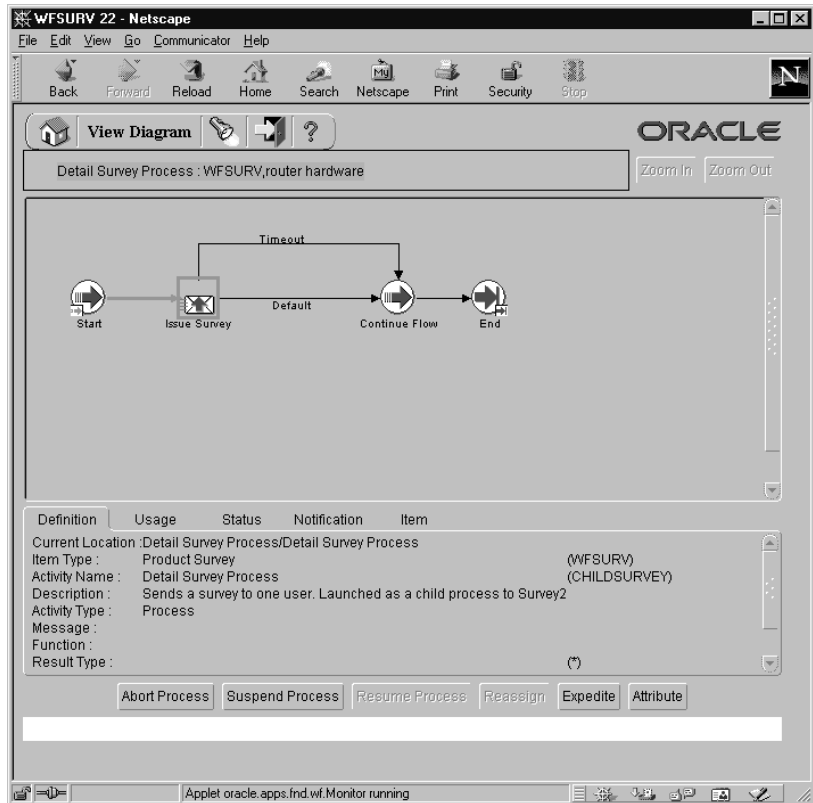 WFSURV 22 - Netscape
File Edit View Go Communicator Help
Back Forward Reload Home Search Netscape Print Security Stop
My
N
View Diagram ?
ORACLE
Detail Survey Process : WFSURV,router hardware
Zoom In Zoom Out
Timeout
Default
Start Issue Survey Continue Flow End
Definition Usage Status Notification Item
Current Location :Detail Survey Process/Detail Survey Process
Item Type : Product Survey (WFSURV)
Activity Name : Detail Survey Process (CHILDSURVEY)
Description : Sends a survey to one user. Launched as a child process to Survey2
Activity Type : Process
Message :
Function :
Result Type : (*)
Abort Process Suspend Process Resume Process Reassign Expedite Attribute
Applet oracle.apps.fnd.wf.Monitor running